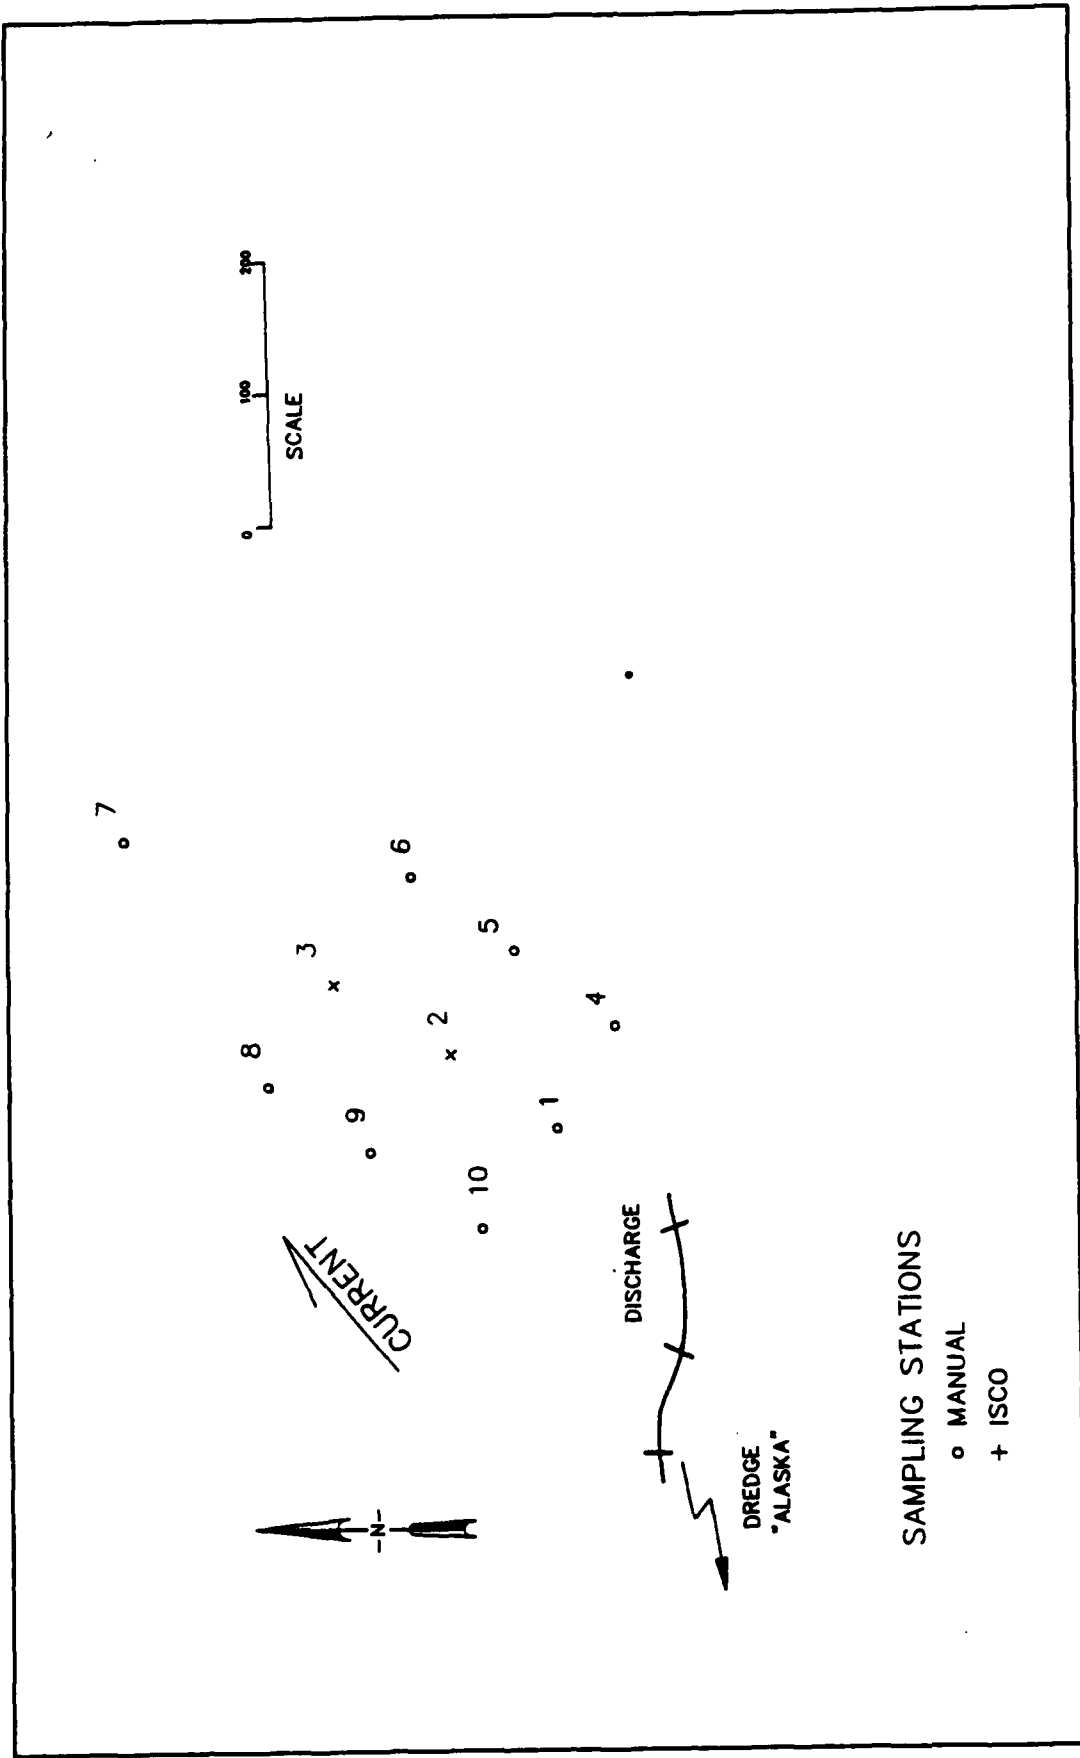 7
8
3
6
9
2
5
10
1
4
CURRENT
-N-
0 100 200
SCALE
DISCHARGE
DREDGE
"ALASKA"
SAMPLING STATIONS
o MANUAL
+ ISCO